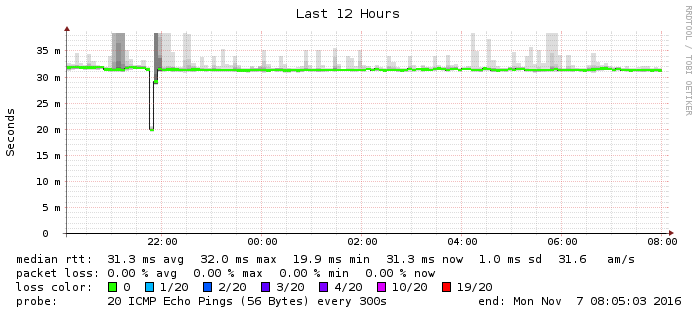 Last 12 Hours
RRDTOOL / TOBI OETIKER
Seconds
35 m
30 m
25 m
20 m
15 m
10 m
5 m
0
22:00 00:00 02:00 04:00 06:00 08:00
median rtt: 31.3 ms avg 32.0 ms max 19.9 ms min 31.3 ms now 1.0 ms sd 31.6 am/s
packet loss: 0.00 % avg 0.00 % max 0.00 % min 0.00 % now
loss color: 0 1/20 2/20 3/20 4/20 10/20 19/20
probe: 20 ICMP Echo Pings (56 Bytes) every 300s end: Mon Nov 7 08:05:03 2016